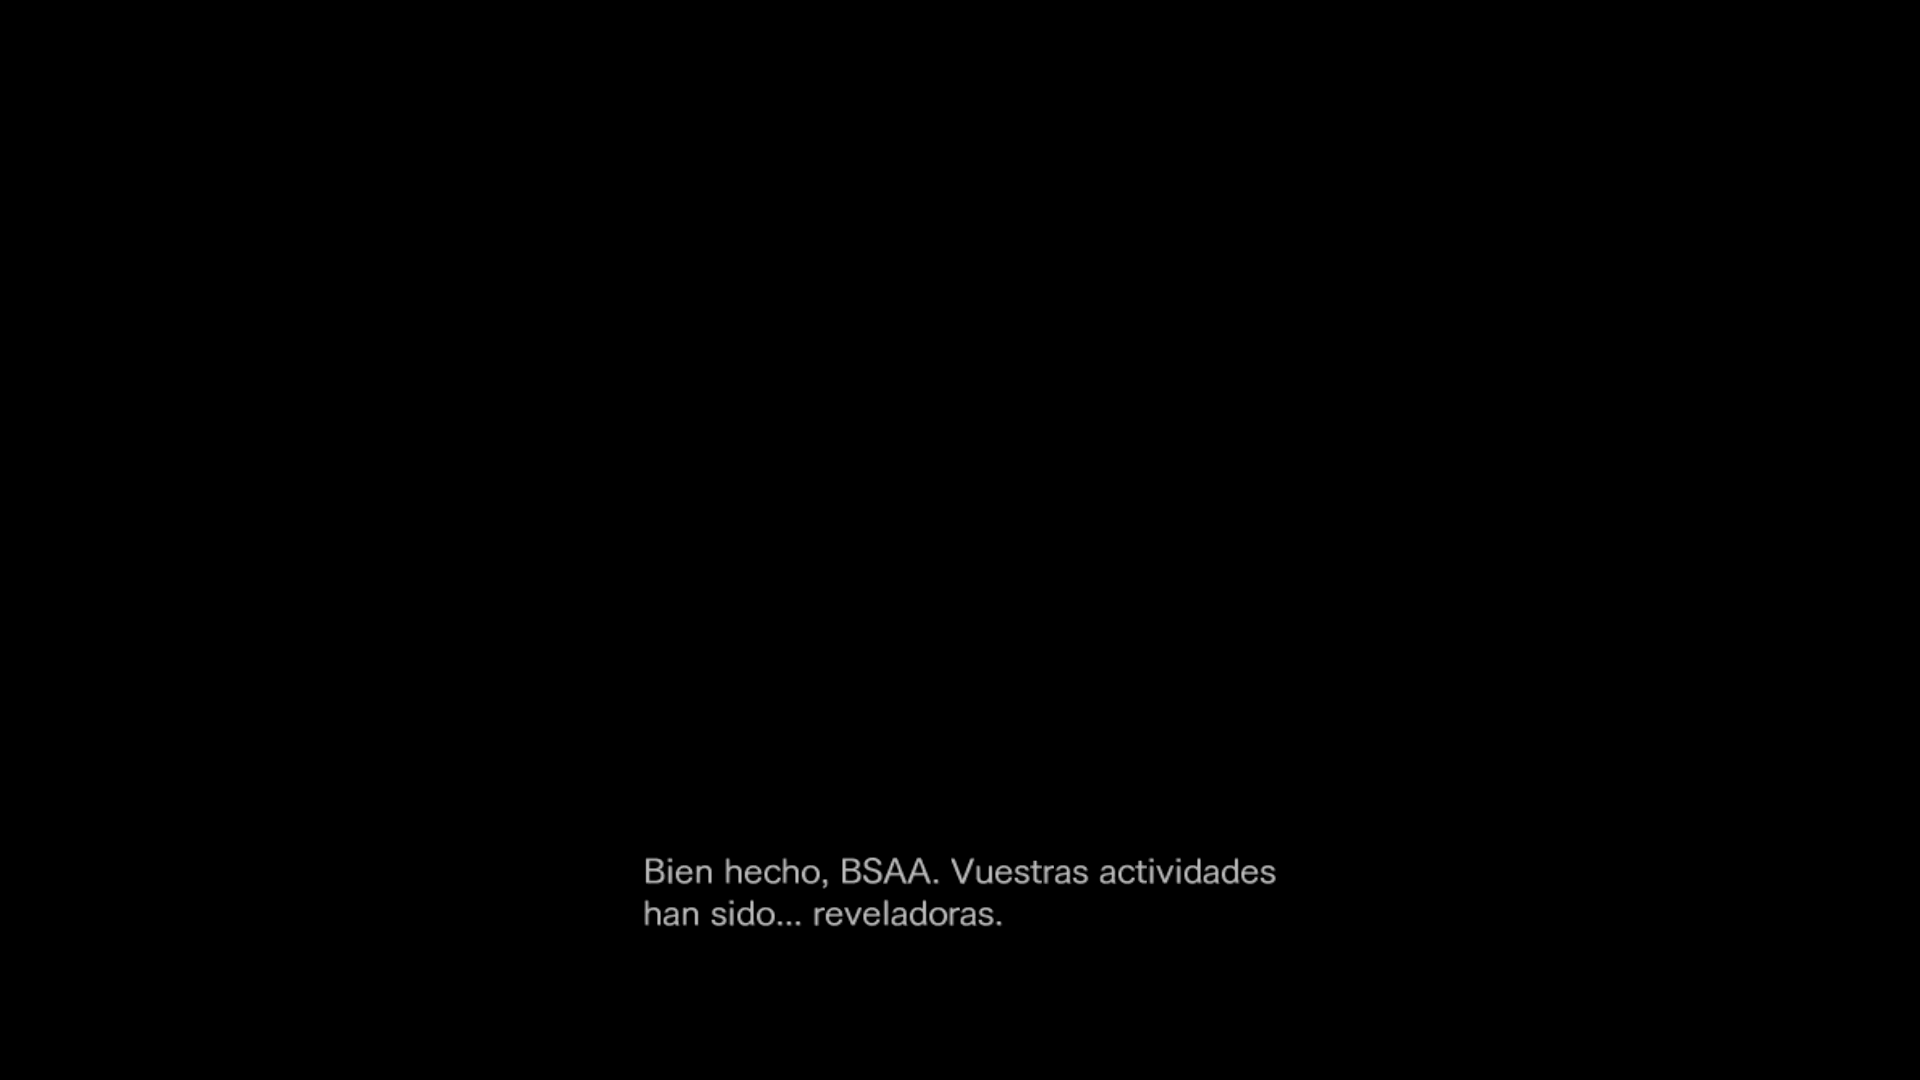 Bien hecho, BSAA. Vuestras actividades
han sido... reveladoras.